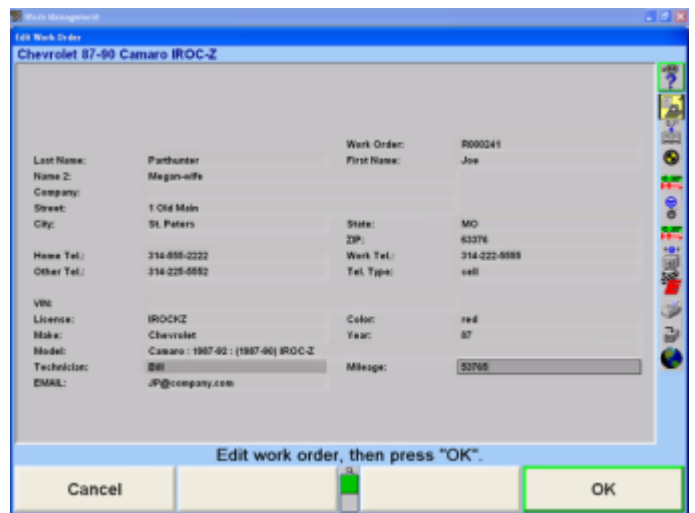 Work Management
Edit Work Order
Chevrolet 87-90 Camaro IROC-Z
Work Order: R000241
Last Name: Parthunter First Name: Joe
Name 2: Megan-wife
Company:
Street: 1 Old Main
City: St. Peters State: MO
ZIP: 63376
Home Tel.: 314-555-2222 Work Tel.: 314-222-5555
Other Tel.: 314-225-5552 Tel. Type: cell
VIN:
License: IROCKZ Color: red
Make: Chevrolet Year: 87
Model: Camaro : 1987-92 : (1987-90) IROC-Z
Technician: Bill Mileage: 53765
EMAIL: JP@company.com
Edit work order, then press "OK".
Cancel OK